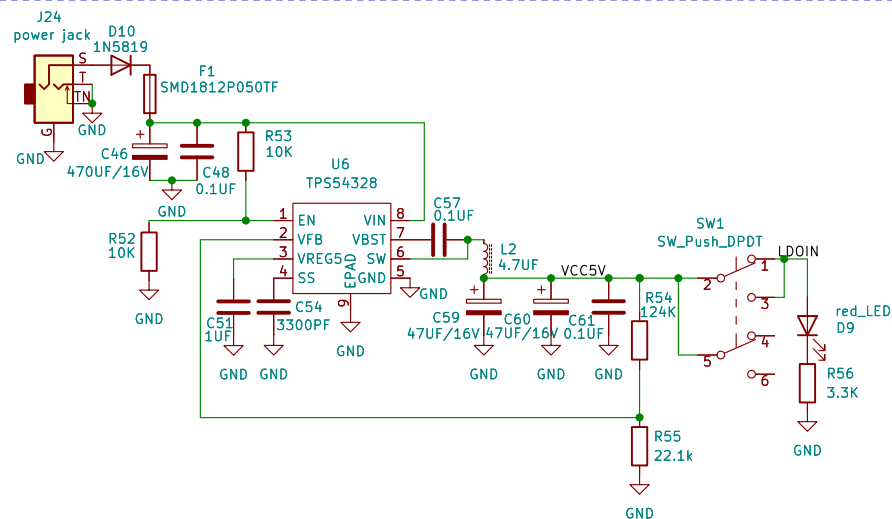 J24
power jack
D10
1N5819
S
T
TN
G
GND
GND
F1
SMD1812P050TF
+
C46
470UF/16V
C48
0.1UF
GND
R53
10K
R52
10K
GND
U6
TPS54328
1 EN
2 VFB
3 VREG5
4 SS
VIN 8
VBST 7
SW 6
GND 5
EPAD
9
GND
GND
C51
1UF
GND
C54
3300PF
GND
C57
0.1UF
L2
4.7UF
VCC5V
+
C59
47UF/16V
GND
+
C60
47UF/16V
GND
C61
0.1UF
GND
R54
124K
R55
22.1k
GND
SW1
SW_Push_DPDT
LDOIN
1
2
3
4
5
6
red_LED
D9
R56
3.3K
GND